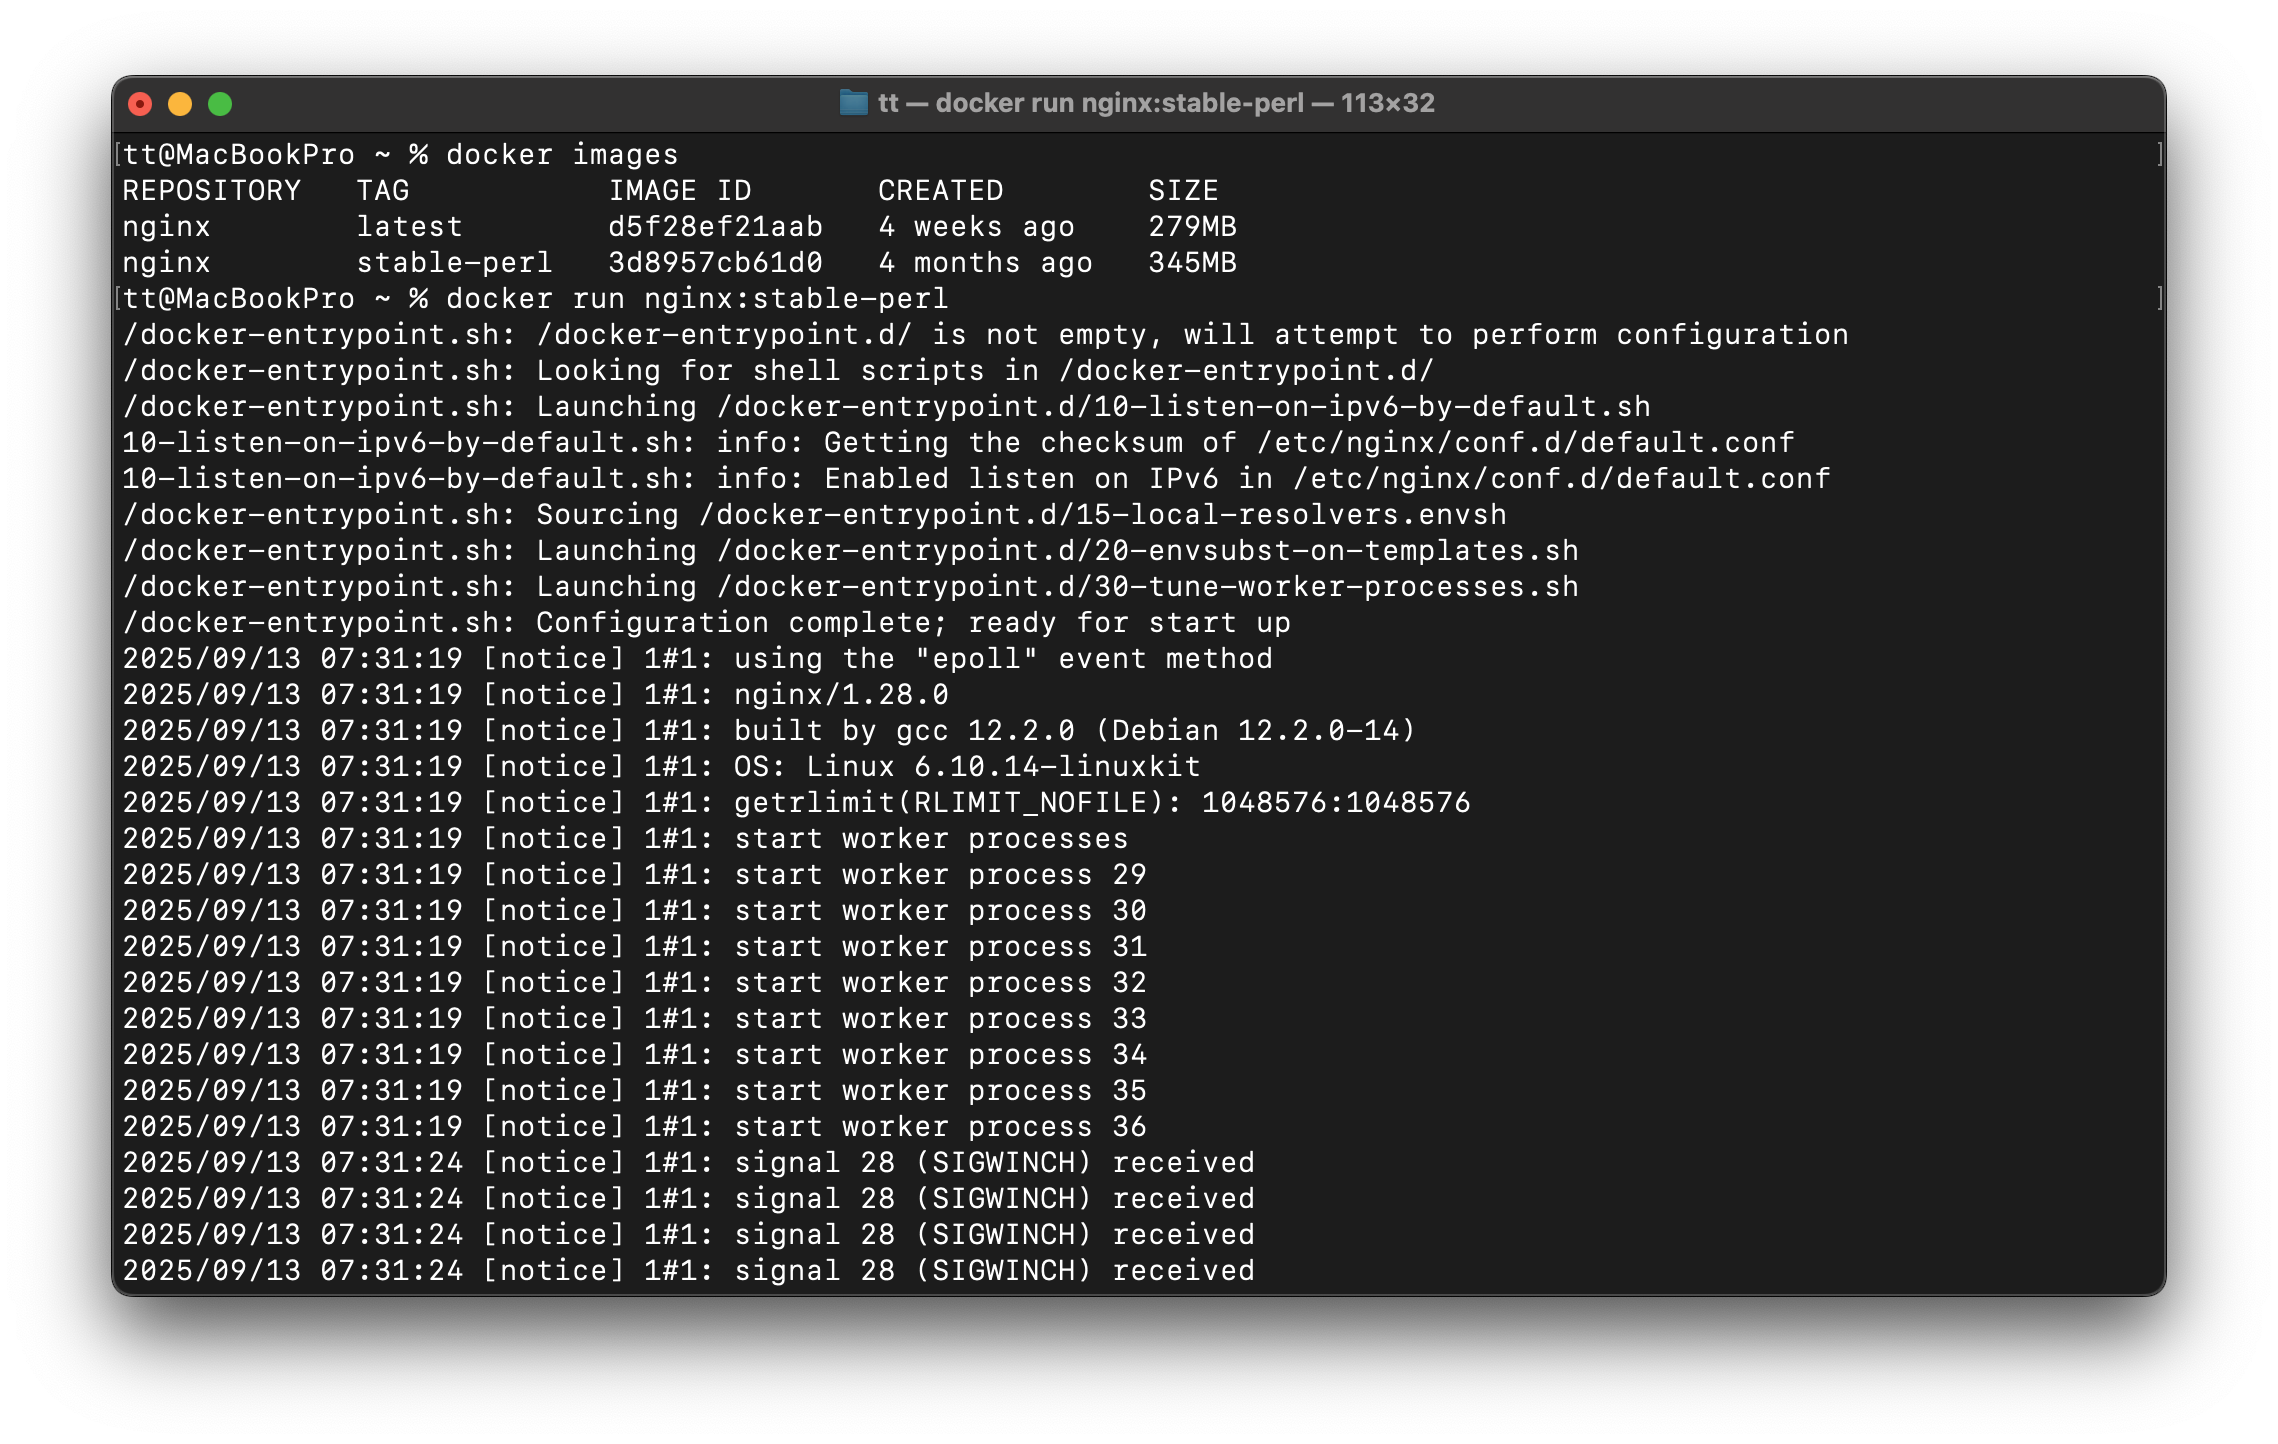 tt — docker run nginx:stable-perl — 113×32
[tt@MacBookPro ~ % docker images ]
REPOSITORY   TAG           IMAGE ID       CREATED        SIZE
nginx        latest        d5f28ef21aab   4 weeks ago    279MB
nginx        stable-perl   3d8957cb61d0   4 months ago   345MB
[tt@MacBookPro ~ % docker run nginx:stable-perl ]
/docker-entrypoint.sh: /docker-entrypoint.d/ is not empty, will attempt to perform configuration
/docker-entrypoint.sh: Looking for shell scripts in /docker-entrypoint.d/
/docker-entrypoint.sh: Launching /docker-entrypoint.d/10-listen-on-ipv6-by-default.sh
10-listen-on-ipv6-by-default.sh: info: Getting the checksum of /etc/nginx/conf.d/default.conf
10-listen-on-ipv6-by-default.sh: info: Enabled listen on IPv6 in /etc/nginx/conf.d/default.conf
/docker-entrypoint.sh: Sourcing /docker-entrypoint.d/15-local-resolvers.envsh
/docker-entrypoint.sh: Launching /docker-entrypoint.d/20-envsubst-on-templates.sh
/docker-entrypoint.sh: Launching /docker-entrypoint.d/30-tune-worker-processes.sh
/docker-entrypoint.sh: Configuration complete; ready for start up
2025/09/13 07:31:19 [notice] 1#1: using the "epoll" event method
2025/09/13 07:31:19 [notice] 1#1: nginx/1.28.0
2025/09/13 07:31:19 [notice] 1#1: built by gcc 12.2.0 (Debian 12.2.0-14)
2025/09/13 07:31:19 [notice] 1#1: OS: Linux 6.10.14-linuxkit
2025/09/13 07:31:19 [notice] 1#1: getrlimit(RLIMIT_NOFILE): 1048576:1048576
2025/09/13 07:31:19 [notice] 1#1: start worker processes
2025/09/13 07:31:19 [notice] 1#1: start worker process 29
2025/09/13 07:31:19 [notice] 1#1: start worker process 30
2025/09/13 07:31:19 [notice] 1#1: start worker process 31
2025/09/13 07:31:19 [notice] 1#1: start worker process 32
2025/09/13 07:31:19 [notice] 1#1: start worker process 33
2025/09/13 07:31:19 [notice] 1#1: start worker process 34
2025/09/13 07:31:19 [notice] 1#1: start worker process 35
2025/09/13 07:31:19 [notice] 1#1: start worker process 36
2025/09/13 07:31:24 [notice] 1#1: signal 28 (SIGWINCH) received
2025/09/13 07:31:24 [notice] 1#1: signal 28 (SIGWINCH) received
2025/09/13 07:31:24 [notice] 1#1: signal 28 (SIGWINCH) received
2025/09/13 07:31:24 [notice] 1#1: signal 28 (SIGWINCH) received